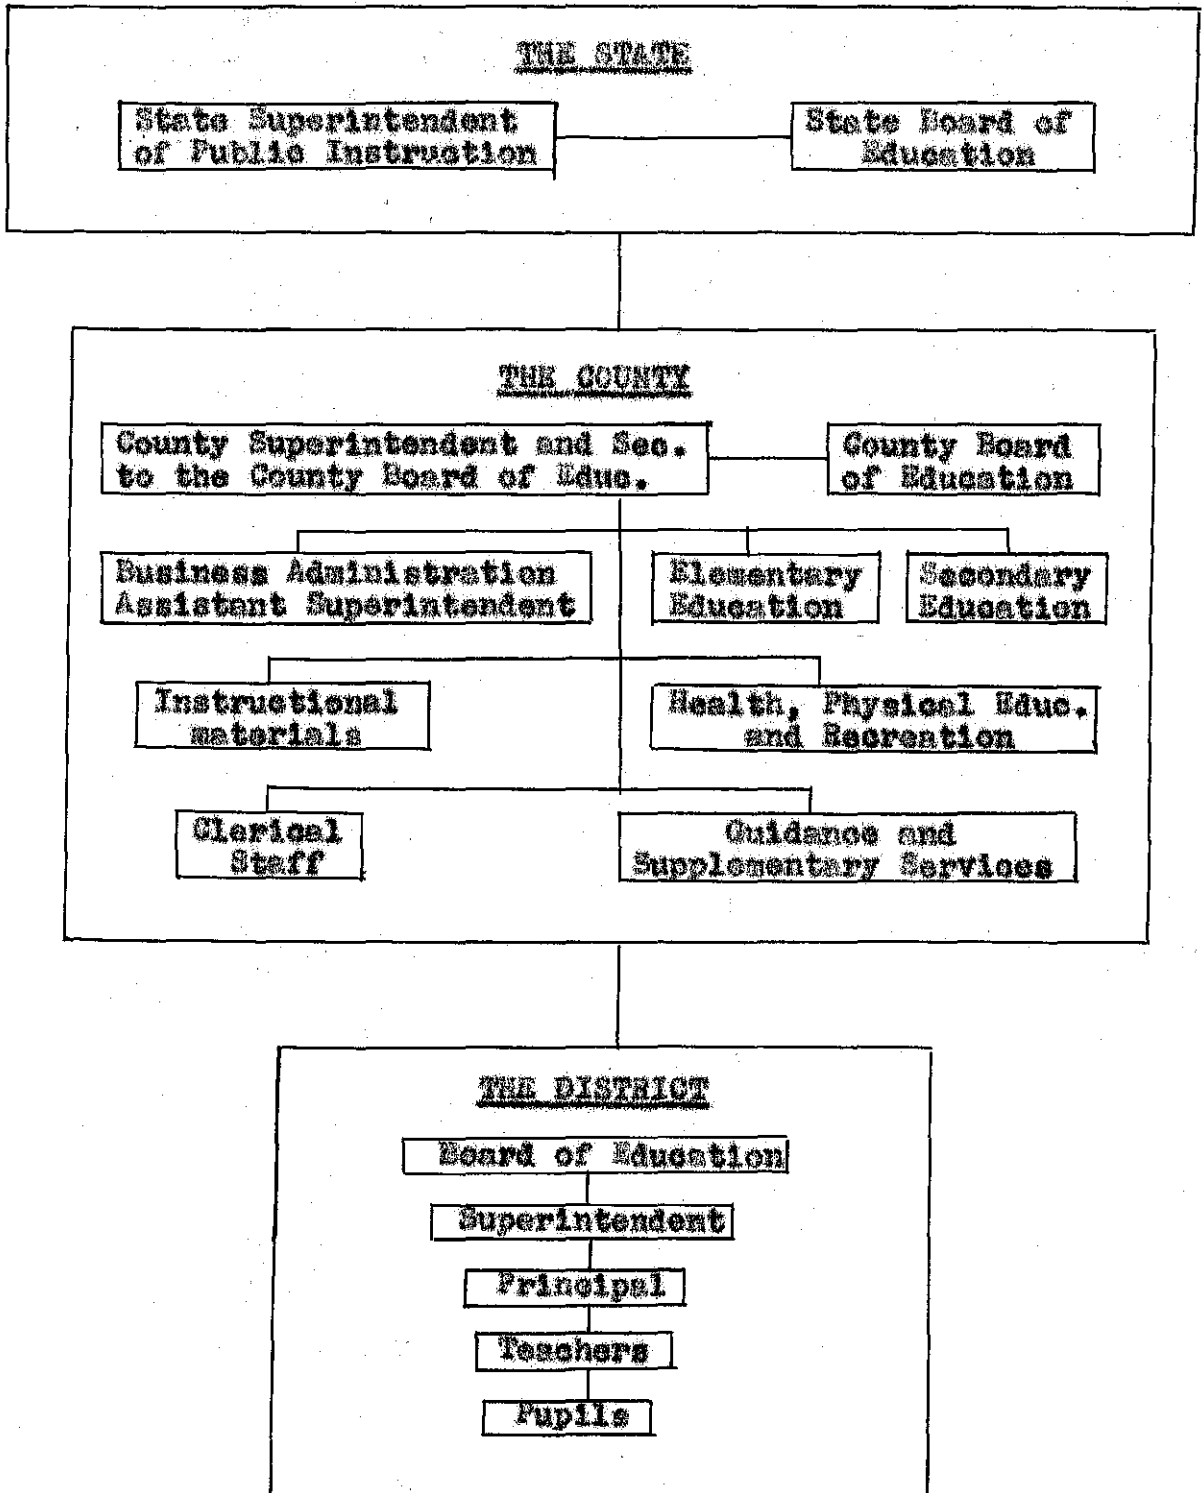 THE STATE
State Superintendent
of Public Instruction
State Board of
Education
THE COUNTY
County Superintendent and Sec.
to the County Board of Educ.
County Board
of Education
Business Administration
Assistant Superintendent
Elementary
Education
Secondary
Education
Instructional
materials
Health, Physical Educ.
and Recreation
Clerical
Staff
Guidance and
Supplementary Services
THE DISTRICT
Board of Education
Superintendent
Principal
Teachers
Pupils